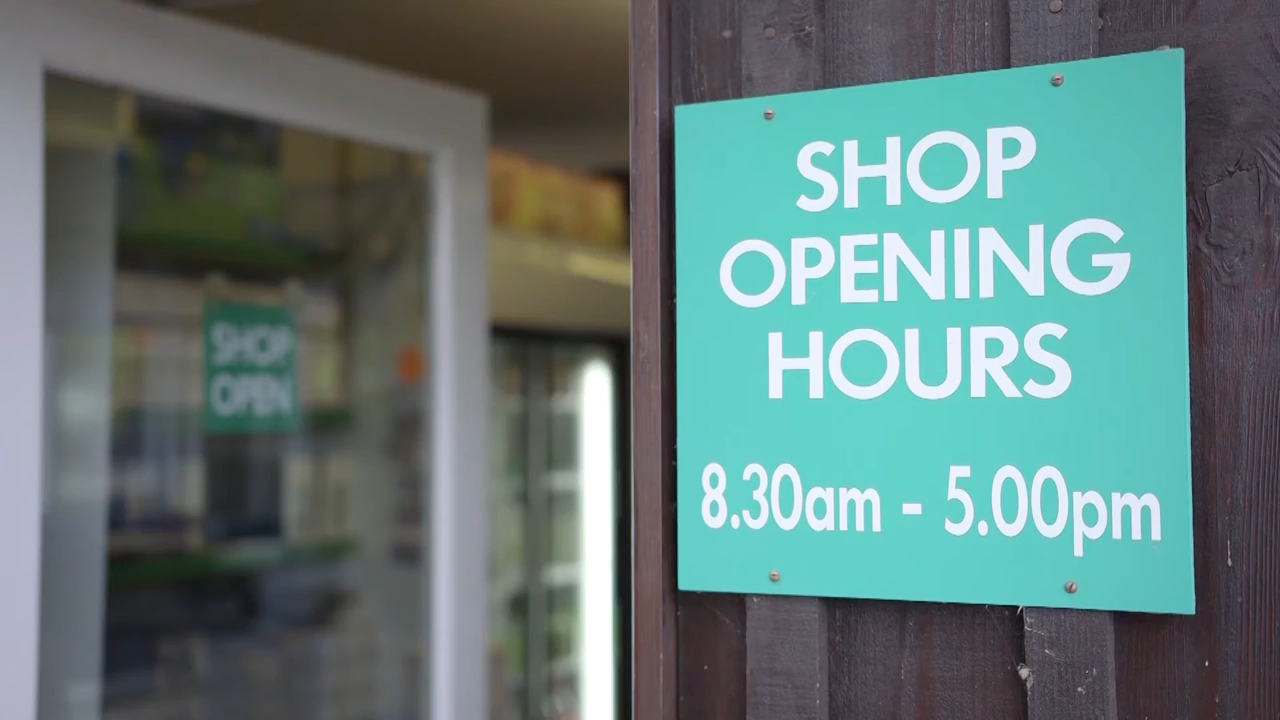 SHOP
OPEN
SHOP
OPENING
HOURS
8.30am - 5.00pm